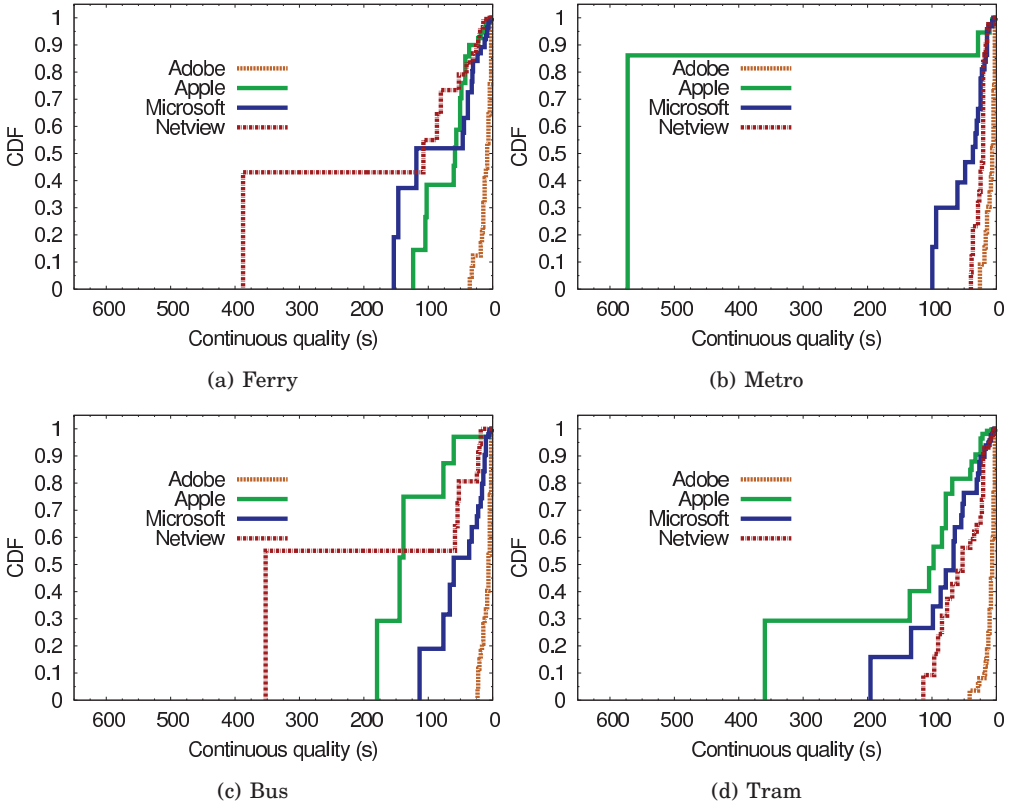 1
0.9
0.8
0.7
0.6
0.5
0.4
0.3
0.2
0.1
0
CDF
Adobe
Apple
Microsoft
Netview
600 500 400 300 200 100 0
Continuous quality (s)
(a) Ferry
1
0.9
0.8
0.7
0.6
0.5
0.4
0.3
0.2
0.1
0
CDF
Adobe
Apple
Microsoft
Netview
600 500 400 300 200 100 0
Continuous quality (s)
(b) Metro
1
0.9
0.8
0.7
0.6
0.5
0.4
0.3
0.2
0.1
0
CDF
Adobe
Apple
Microsoft
Netview
600 500 400 300 200 100 0
Continuous quality (s)
(c) Bus
1
0.9
0.8
0.7
0.6
0.5
0.4
0.3
0.2
0.1
0
CDF
Adobe
Apple
Microsoft
Netview
600 500 400 300 200 100 0
Continuous quality (s)
(d) Tram